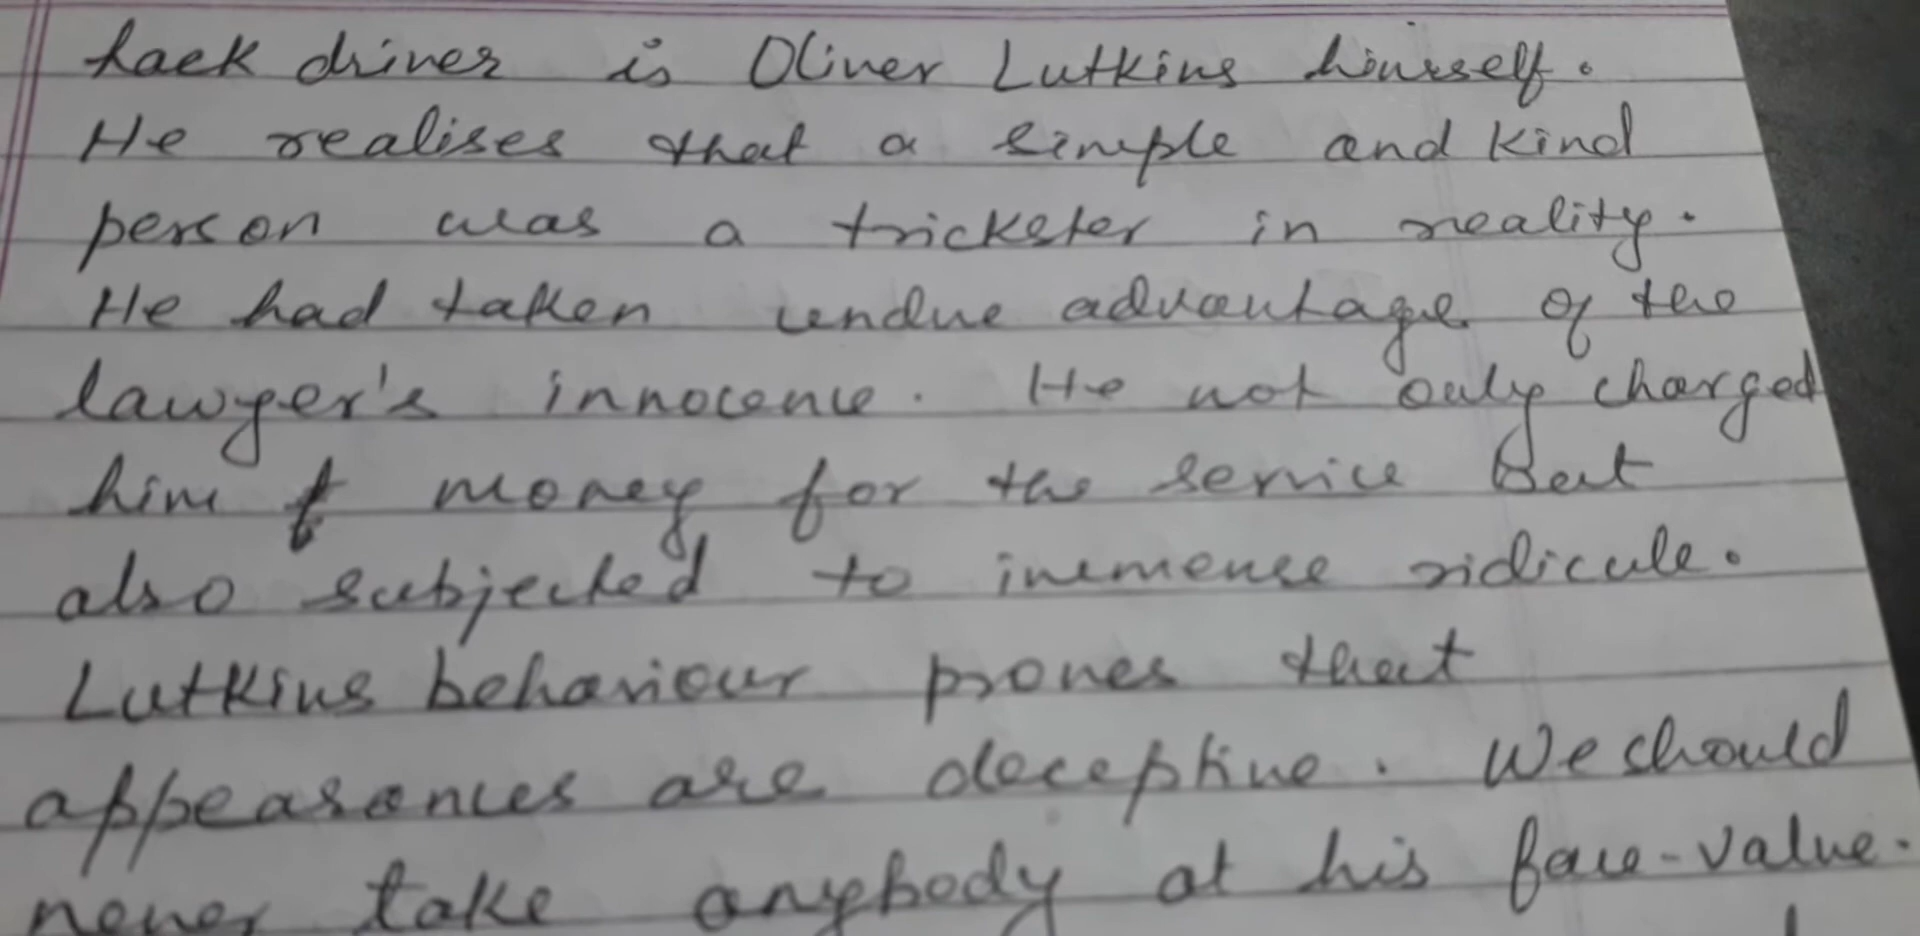 hack driver is Oliver Lutkins himself.
He realises that a simple and kind
person was a trickster in reality.
He had taken undue advantage of the
lawyer's innocence. He not only charged
him money for the service But
also subjected to immense ridicule.
Lutkins behaviour proves that
appearances are deceptive. We should
never take anybody at his face-value.